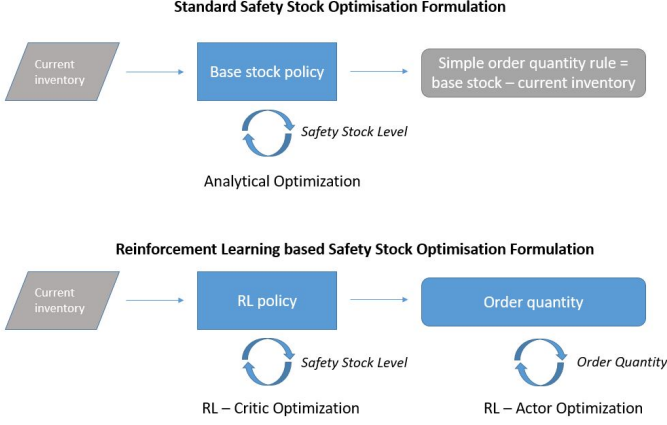 Standard Safety Stock Optimisation Formulation
Current
inventory
Base stock policy
Simple order quantity rule =
base stock – current inventory
Safety Stock Level
Analytical Optimization
Reinforcement Learning based Safety Stock Optimisation Formulation
Current
inventory
RL policy
Order quantity
Safety Stock Level
Order Quantity
RL – Critic Optimization
RL – Actor Optimization